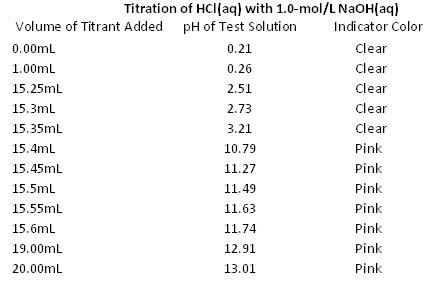 Titration of HCl(aq) with 1.0-mol/L NaOH(aq)
Volume of Titrant Added pH of Test Solution Indicator Color
0.00mL 0.21 Clear
1.00mL 0.26 Clear
15.25mL 2.51 Clear
15.3mL 2.73 Clear
15.35mL 3.21 Clear
15.4mL 10.79 Pink
15.45mL 11.27 Pink
15.5mL 11.49 Pink
15.55mL 11.63 Pink
15.6mL 11.74 Pink
19.00mL 12.91 Pink
20.00mL 13.01 Pink